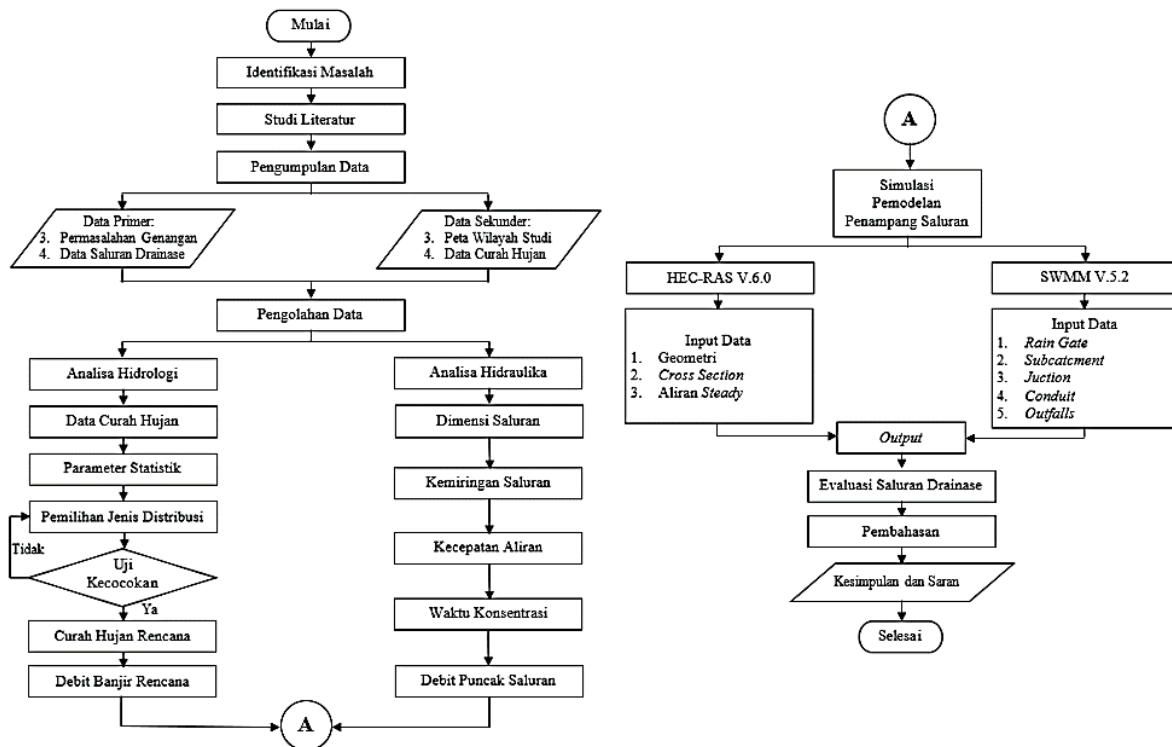 Mulai
Identifikasi Masalah
Studi Literatur
Pengumpulan Data
Data Primer:
3. Permasalahan Genangan
4. Data Saluran Drainase
Data Sekunder:
3. Peta Wilayah Studi
4. Data Curah Hujan
Pengolahan Data
Analisa Hidrologi
Data Curah Hujan
Parameter Statistik
Pemilihan Jenis Distribusi
Tidak
Uji
Kecocokan
Ya
Curah Hujan Rencana
Debit Banjir Rencana
Analisa Hidraulika
Dimensi Saluran
Kemiringan Saluran
Kecepatan Aliran
Waktu Konsentrasi
Debit Puncak Saluran
A
A
Simulasi
Pemodelan
Penampang Saluran
HEC-RAS V.6.0
Input Data
1. Geometri
2. Cross Section
3. Aliran Steady
SWMM V.5.2
Input Data
1. Rain Gate
2. Subcatcment
3. Juction
4. Conduit
5. Outfalls
Output
Evaluasi Saluran Drainase
Pembahasan
Kesimpulan dan Saran
Selesai